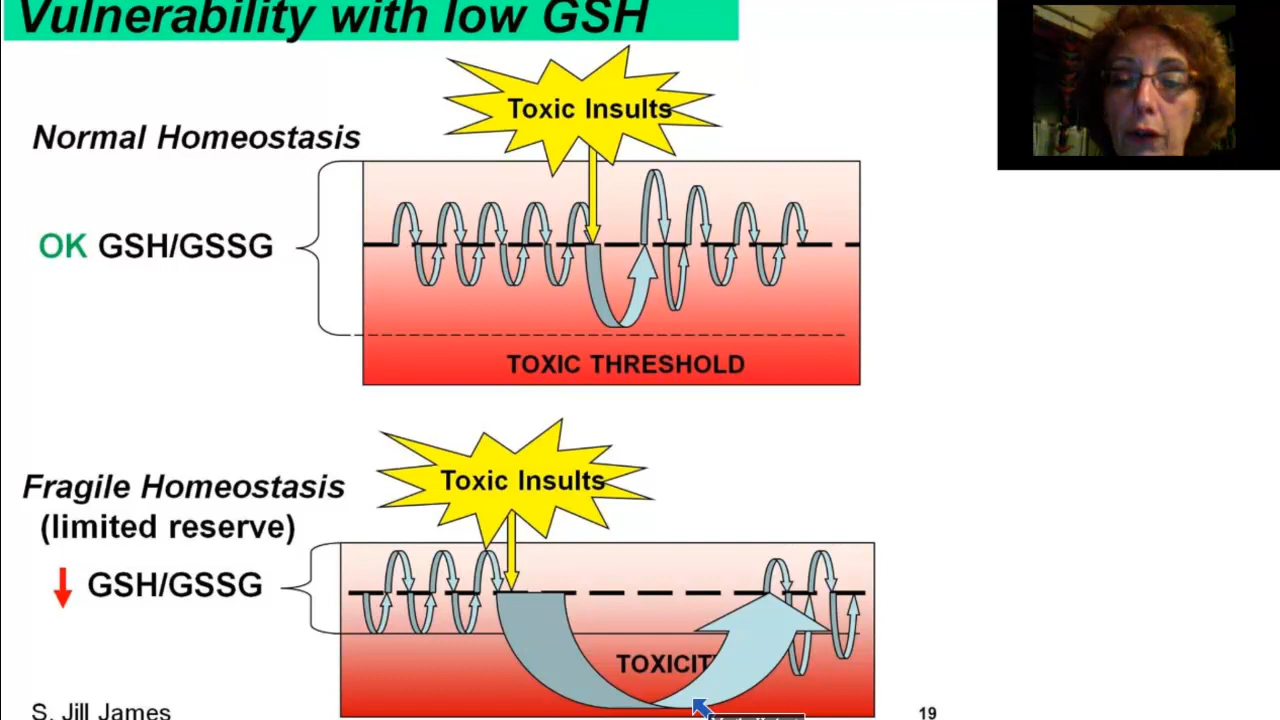 Vulnerability with low GSH
Toxic Insults
Normal Homeostasis
OK GSH/GSSG
TOXIC THRESHOLD
Toxic Insults
Fragile Homeostasis
(limited reserve)
GSH/GSSG
TOXICIT
S. Jill James
19